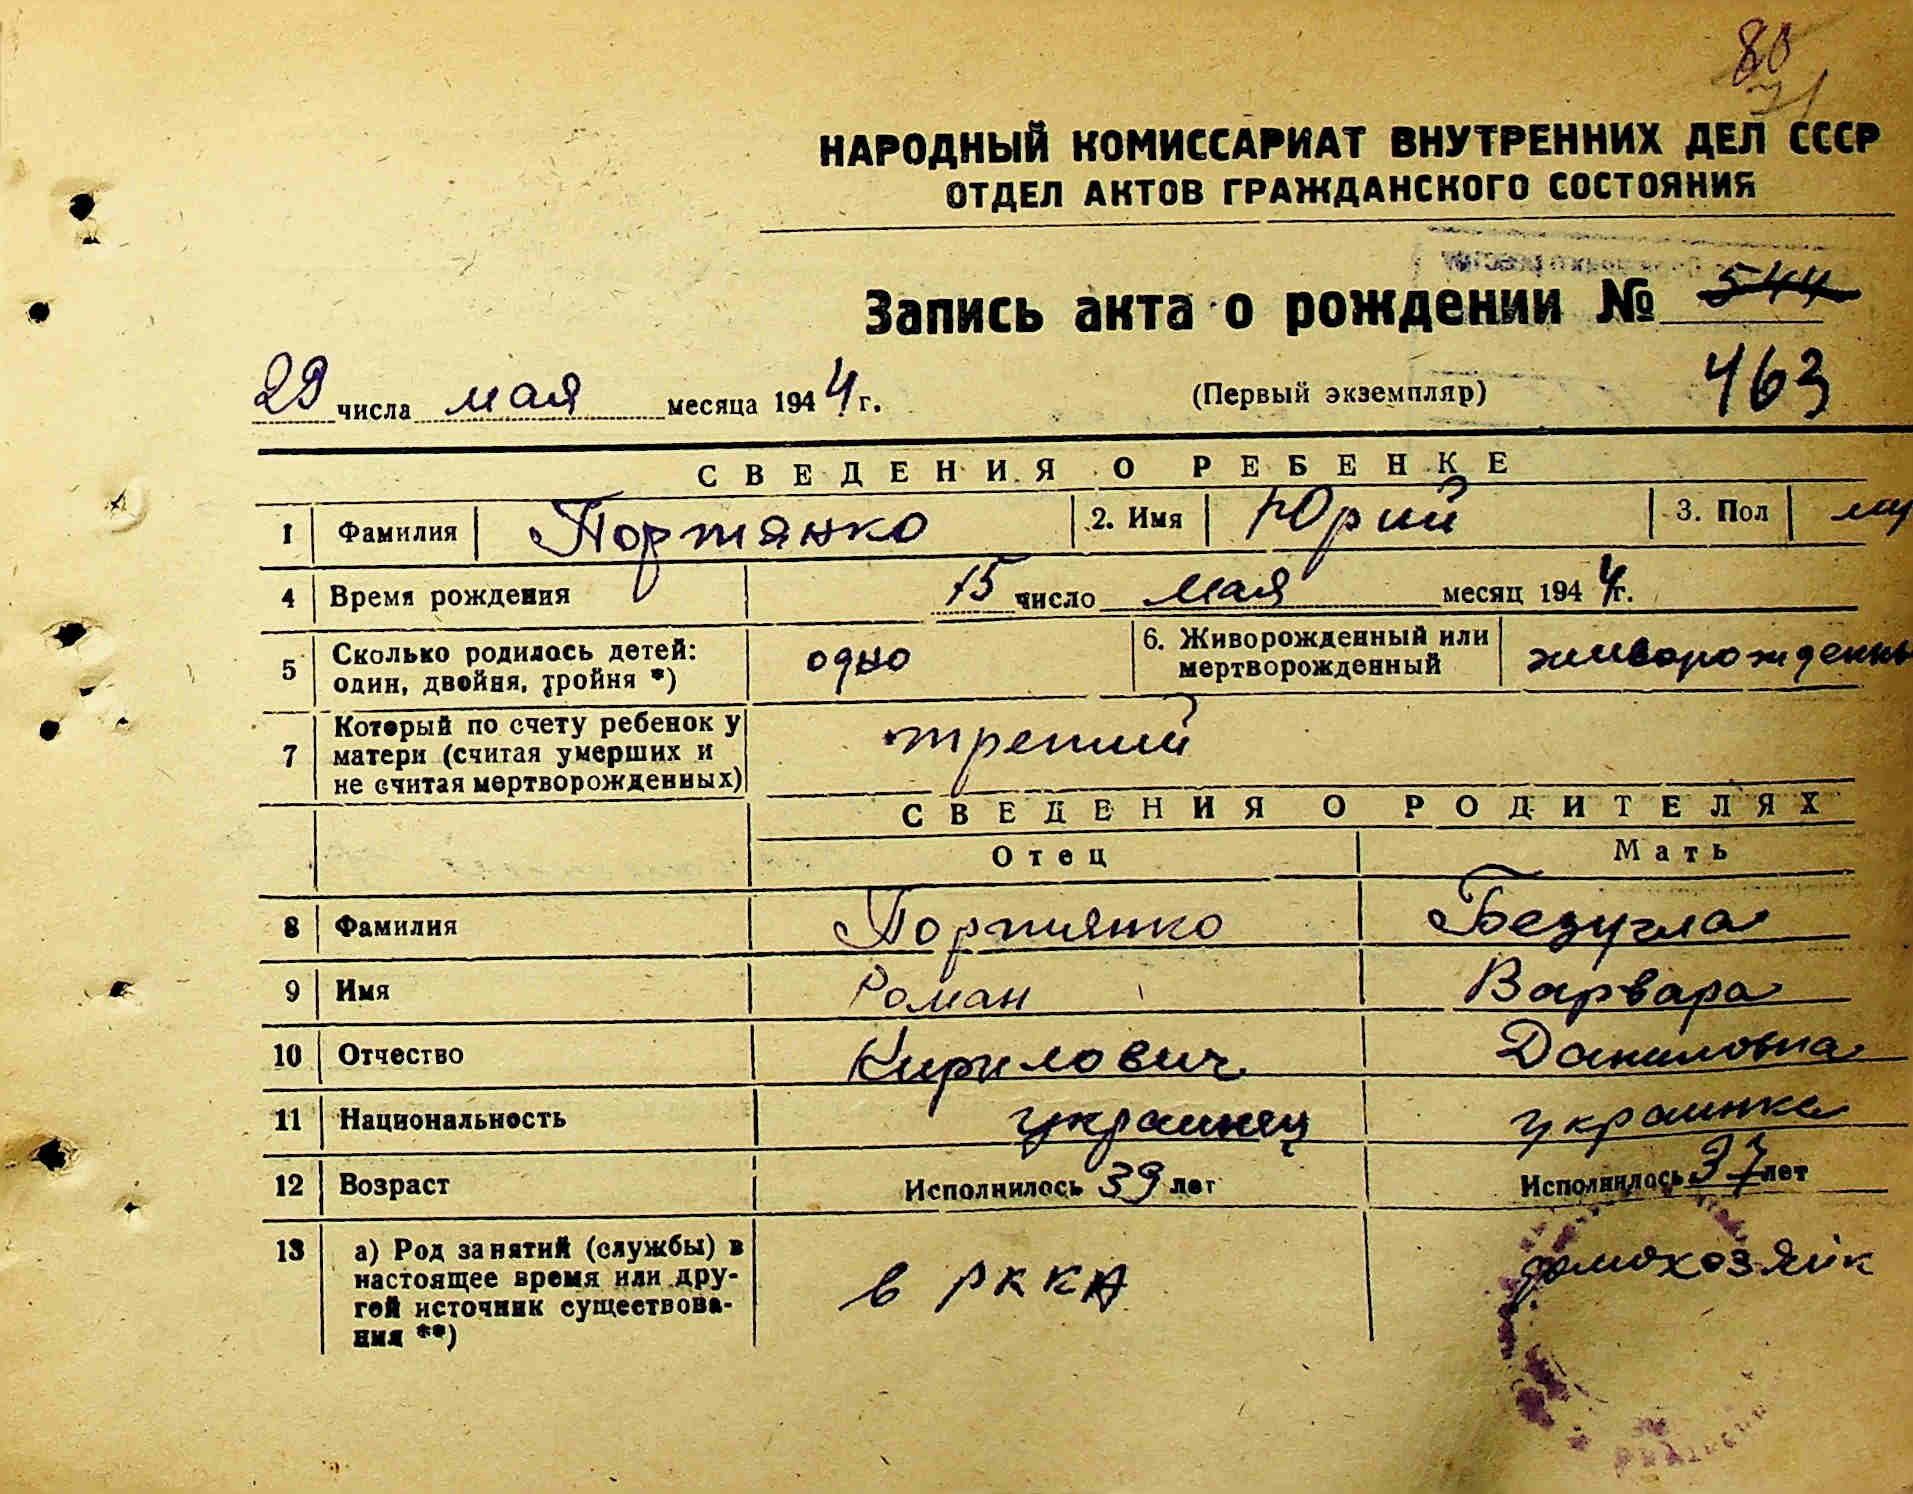 80
71
НАРОДНЫЙ КОМИССАРИАТ ВНУТРЕННИХ ДЕЛ СССР
ОТДЕЛ АКТОВ ГРАЖДАНСКОГО СОСТОЯНИЯ
Запись акта о рождении № 544
463
29 числа мая месяца 1944 г. (Первый экземпляр)
СВЕДЕНИЯ О РЕБЕНКЕ
1 Фамилия Портянко 2. Имя Юрий 3. Пол му
4 Время рождения 15 число мая месяц 1944 г.
5 Сколько родилось детей: один, двойня, тройня *) одно 6. Живорожденный или мертворожденный живорожденны
7 Который по счету ребенок у матери (считая умерших и не считая мертворожденных) третий
СВЕДЕНИЯ О РОДИТЕЛЯХ
Отец Мать
8 Фамилия Портянко Безугла
9 Имя Роман Варвара
10 Отчество Кирилович Даниловна
11 Национальность украинец украинка
12 Возраст Исполнилось 39 лет Исполнилось 37 лет
13 а) Род занятий (службы) в настоящее время или другой источник существования **) в РККА домохозяйк